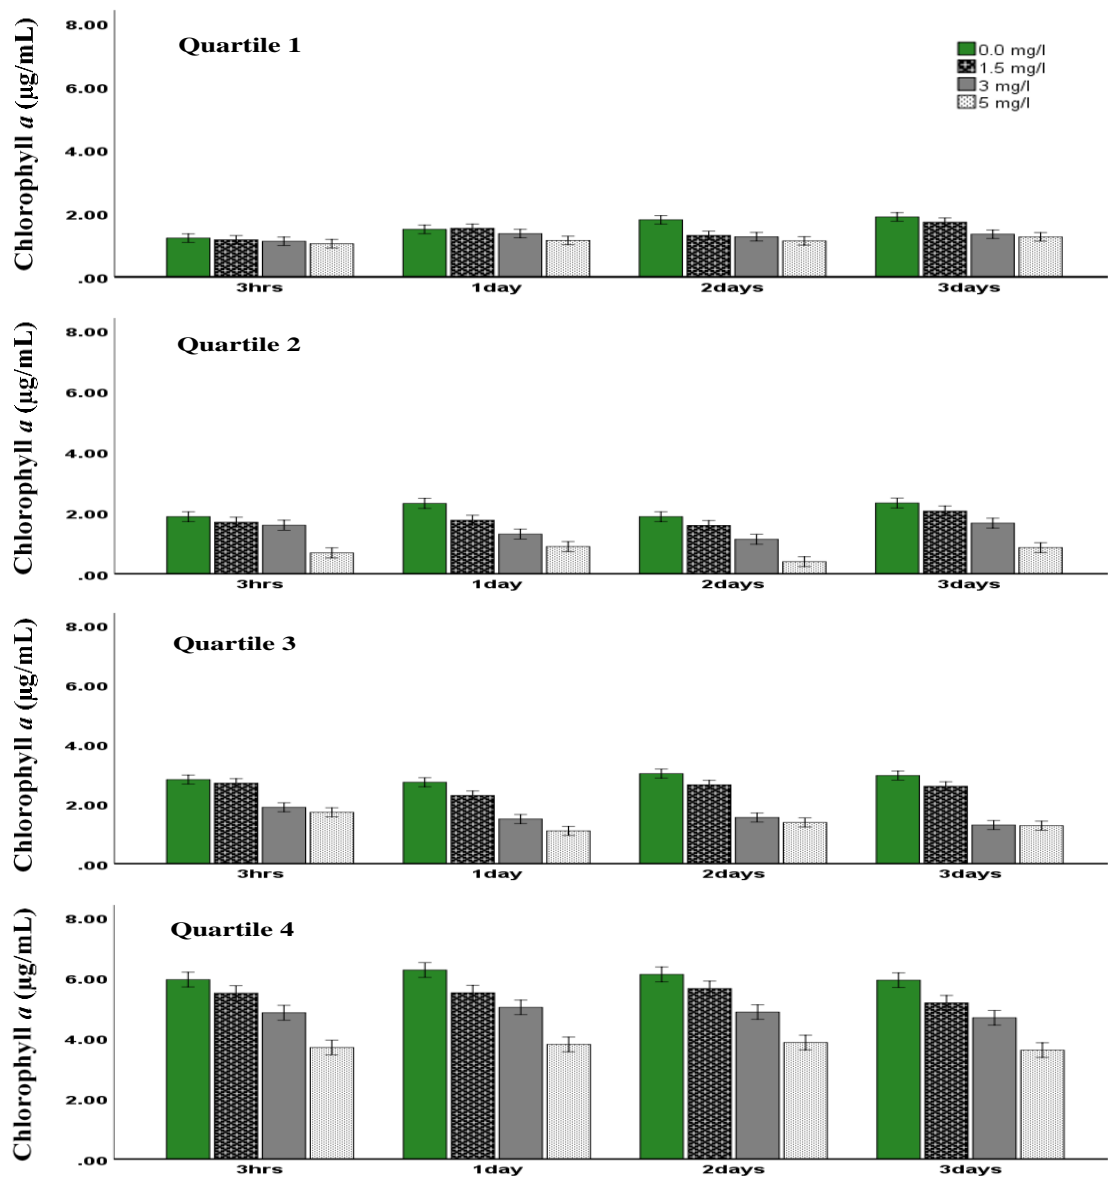 Chlorophyll a (µg/mL)
8.00
6.00
4.00
2.00
.00
Quartile 1
0.0 mg/l
1.5 mg/l
3 mg/l
5 mg/l
3hrs 1day 2days 3days
Chlorophyll a (µg/mL)
8.00
6.00
4.00
2.00
.00
Quartile 2
3hrs 1day 2days 3days
Chlorophyll a (µg/mL)
8.00
6.00
4.00
2.00
.00
Quartile 3
3hrs 1day 2days 3days
Chlorophyll a (µg/mL)
8.00
6.00
4.00
2.00
.00
Quartile 4
3hrs 1day 2days 3days